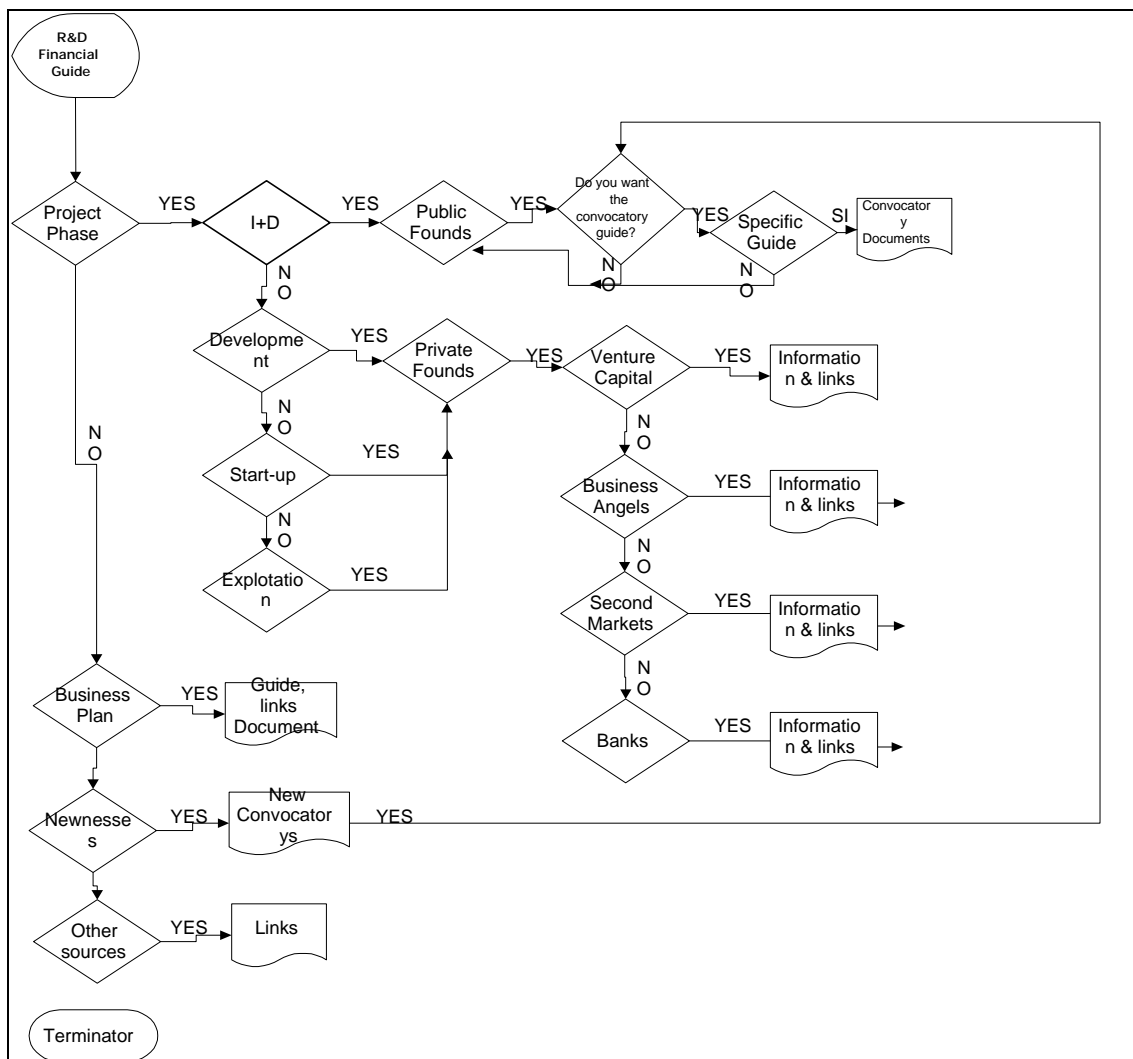 R&D
Financial
Guide
Project
Phase
YES
I+D
YES
Public
Founds
YES
Do you want
the
convocatory
guide?
YES
Specific
Guide
SI
Convocator
y
Documents
N
O
N
O
N
O
Developme
nt
YES
Private
Founds
YES
Venture
Capital
YES
Informatio
n & links
N
O
N
O
Start-up
YES
N
O
Business
Angels
YES
Informatio
n & links
N
O
Explotatio
n
YES
N
O
Second
Markets
YES
Informatio
n & links
N
O
Banks
YES
Informatio
n & links
Business
Plan
YES
Guide,
links
Document
Newnesse
s
YES
New
Convocator
ys
YES
Other
sources
YES
Links
Terminator